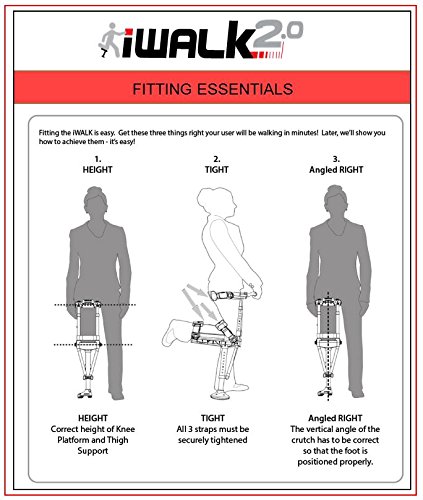 iWALK2.0
FITTING ESSENTIALS
Fitting the iWALK is easy. Get these three things right your user will be walking in minutes! Later, we'll show you
how to achieve them - it's easy!
1.
HEIGHT
2.
TIGHT
3.
Angled RIGHT
HEIGHT
Correct height of Knee
Platform and Thigh
Support
TIGHT
All 3 straps must be
securely tightened
Angled RIGHT
The vertical angle of the
crutch has to be correct
so that the foot is
positioned properly.